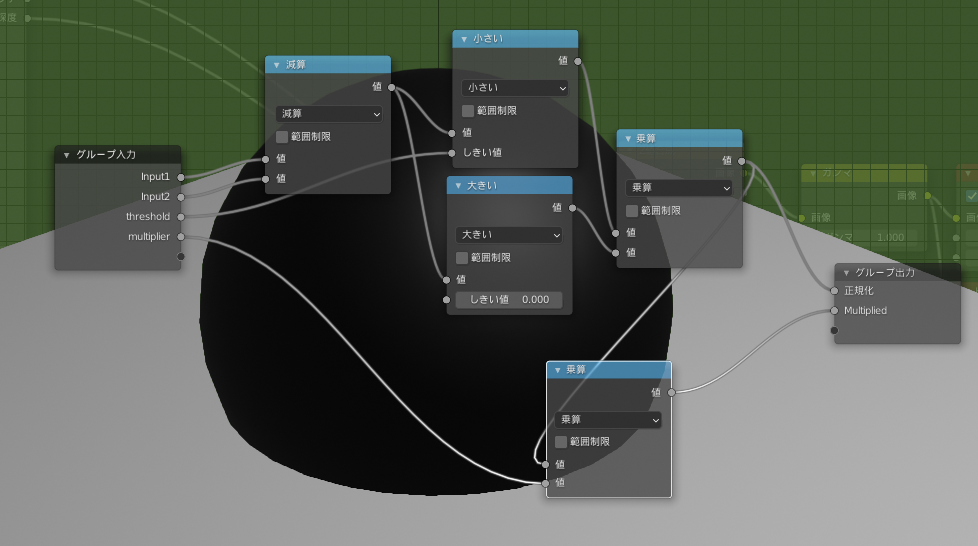 深度
グループ入力
Input1
Input2
threshold
multiplier
減算
値
減算
範囲制限
値
値
小さい
値
小さい
範囲制限
値
しきい値
大きい
値
大きい
範囲制限
値
しきい値 0.000
乗算
値
乗算
範囲制限
値
値
乗算
値
乗算
範囲制限
値
値
ガンマ
画像
画像
ガンマ 1.000
グループ出力
正規化
Multiplied